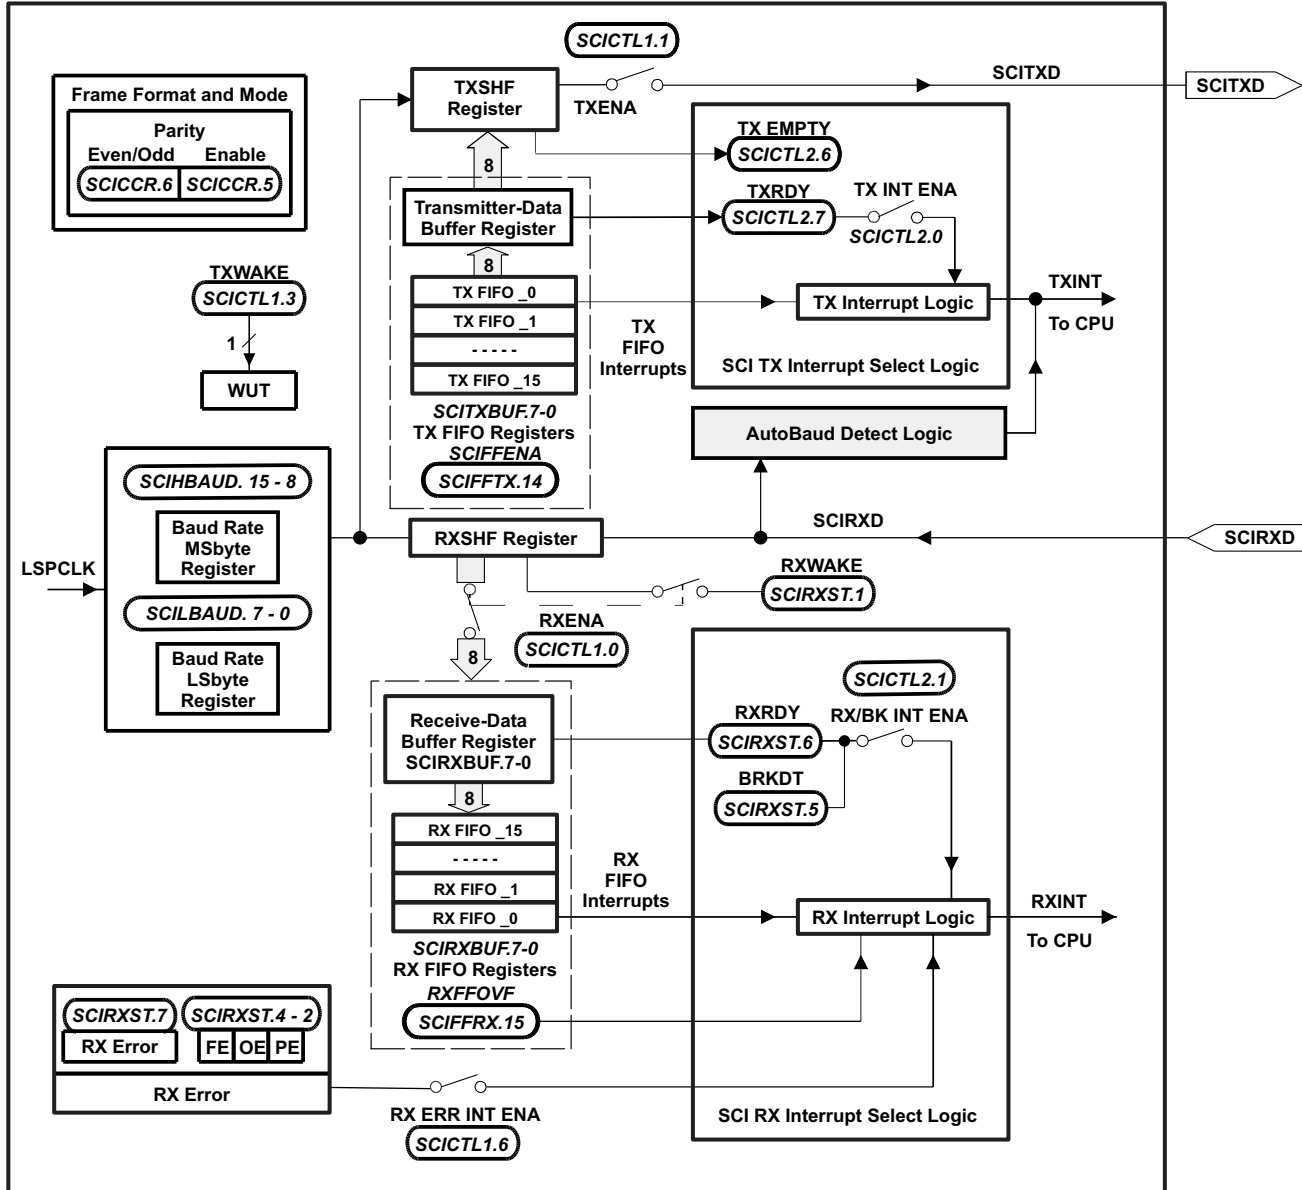 SCICTL1.1
Frame Format and Mode
Parity
Even/Odd Enable
SCICCR.6 SCICCR.5
TXSHF
Register
TXENA
SCITXD
SCITXD
TX EMPTY
SCICTL2.6
8
Transmitter-Data
Buffer Register
TXRDY
SCICTL2.7
TX INT ENA
SCICTL2.0
8
TX FIFO _0
TX FIFO _1
- - - - -
TX FIFO _15
TX
FIFO
Interrupts
TX Interrupt Logic
TXINT
To CPU
SCI TX Interrupt Select Logic
TXWAKE
SCICTL1.3
1
WUT
SCITXBUF.7-0
TX FIFO Registers
SCIFFENA
SCIFFTX.14
AutoBaud Detect Logic
LSPCLK
SCIHBAUD. 15 - 8
Baud Rate
MSbyte
Register
SCILBAUD. 7 - 0
Baud Rate
LSbyte
Register
RXSHF Register
SCIRXD
SCIRXD
RXWAKE
SCIRXST.1
RXENA
SCICTL1.0
8
Receive-Data
Buffer Register
SCIRXBUF.7-0
8
SCICTL2.1
RXRDY
SCIRXST.6
RX/BK INT ENA
BRKDT
SCIRXST.5
RX FIFO _15
- - - - -
RX FIFO _1
RX FIFO _0
RX
FIFO
Interrupts
RX Interrupt Logic
RXINT
To CPU
SCIRXBUF.7-0
RX FIFO Registers
RXFFOVF
SCIFFRX.15
SCIRXST.7 SCIRXST.4 - 2
RX Error FE OE PE
RX Error
RX ERR INT ENA
SCICTL1.6
SCI RX Interrupt Select Logic